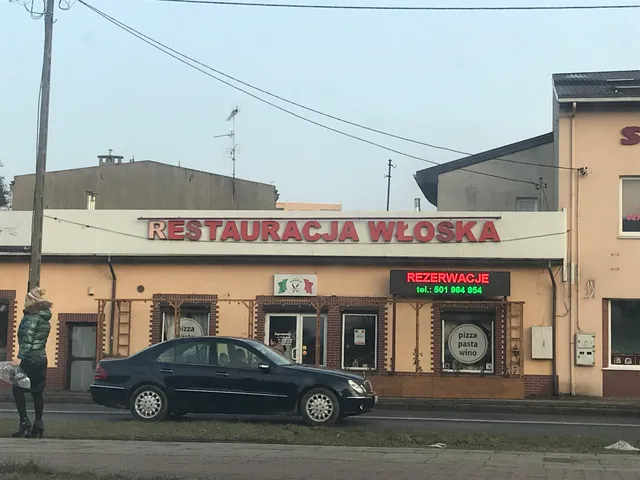 RESTAURACJA WŁOSKA
S
REZERWACJE
tel.: 501 984 954
pizza
pasta
wino